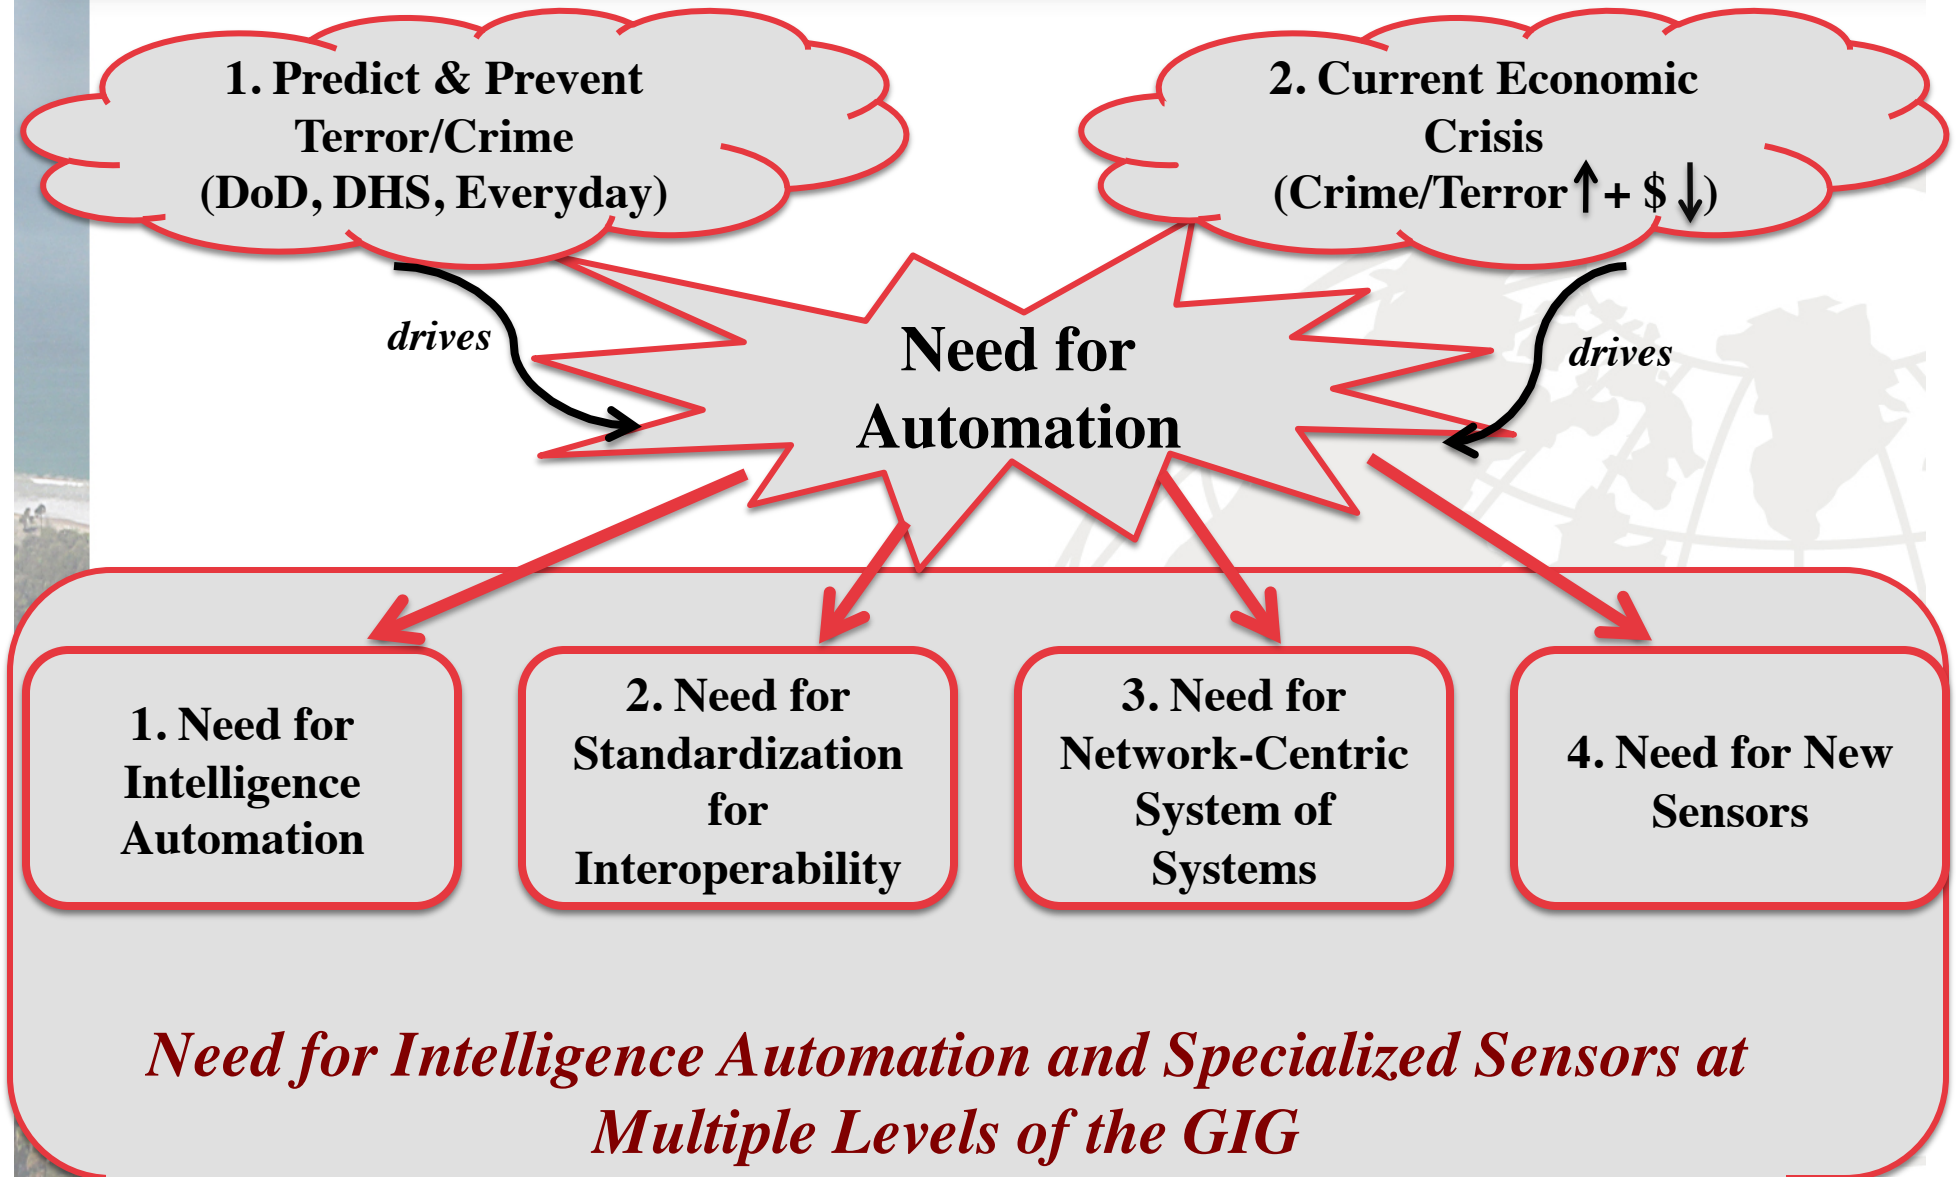 1. Predict & Prevent
Terror/Crime
(DoD, DHS, Everyday)
2. Current Economic
Crisis
(Crime/Terror ↑ + $ ↓)
drives
drives
Need for
Automation
1. Need for
Intelligence
Automation
2. Need for
Standardization
for
Interoperability
3. Need for
Network-Centric
System of
Systems
4. Need for New
Sensors
Need for Intelligence Automation and Specialized Sensors at
Multiple Levels of the GIG